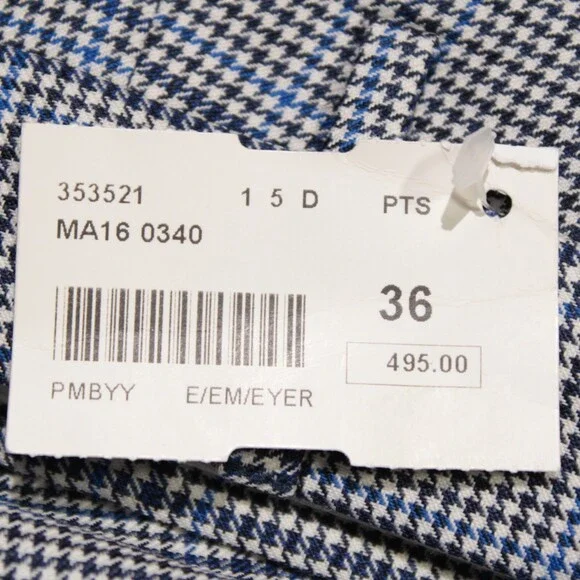 353521 1 5 D PTS
MA16 0340
36
495.00
PMBYY E/EM/EYER